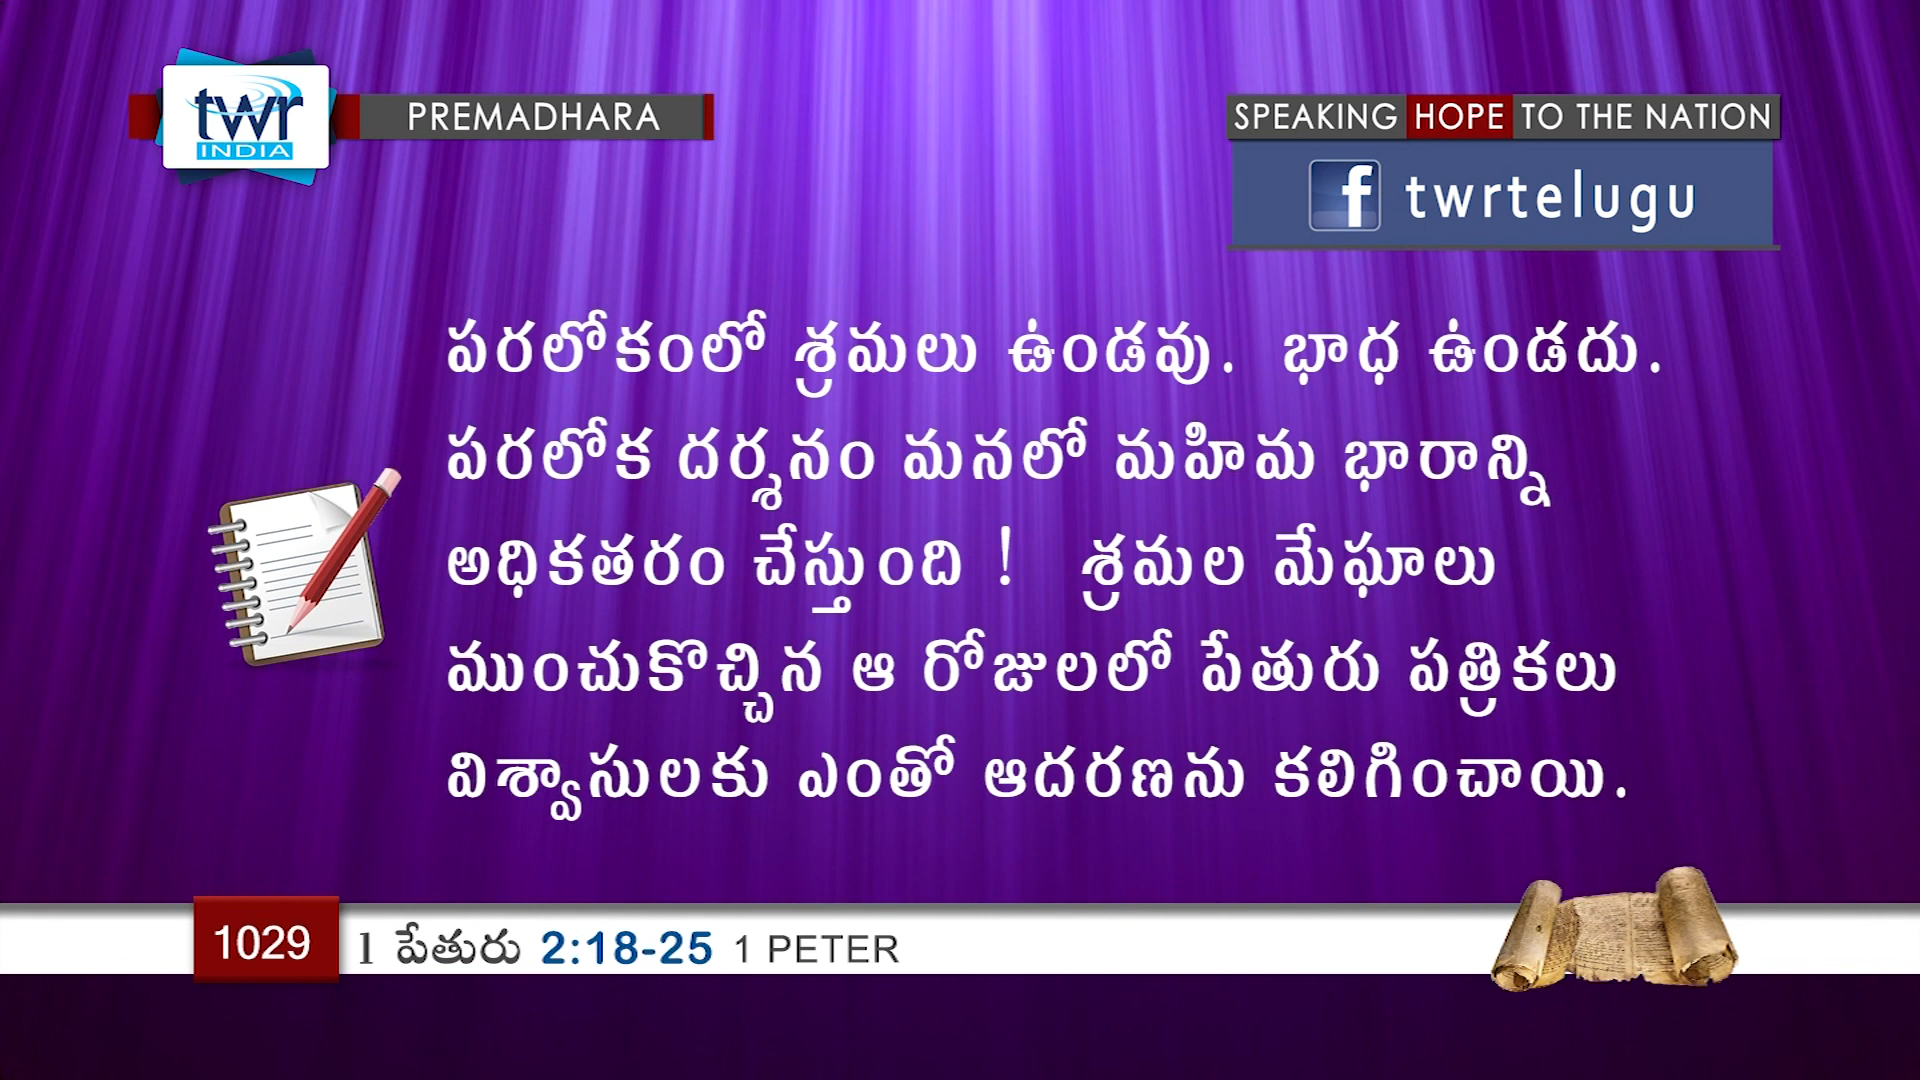 twr
INDIA
PREMADHARA
SPEAKING HOPE TO THE NATION
f twrtelugu
పరలోకంలో శ్రమలు ఉండవు. భాధ ఉండదు.
పరలోక దర్శనం మనలో మహిమ భారాన్ని
అధికతరం చేస్తుంది ! శ్రమల మేఘాలు
ముంచుకొచ్చిన ఆ రోజులలో పేతురు పత్రికలు
విశ్వాసులకు ఎంతో ఆదరణను కలిగించాయి.
1029 1 పేతురు 2:18-25 1 PETER